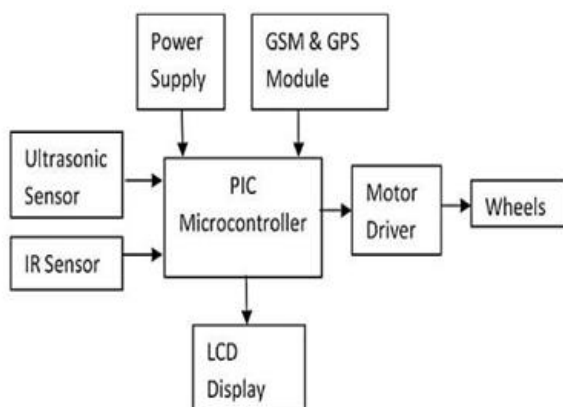 Power
Supply
GSM & GPS
Module
Ultrasonic
Sensor
PIC
Microcontroller
Motor
Driver
Wheels
IR Sensor
LCD
Display